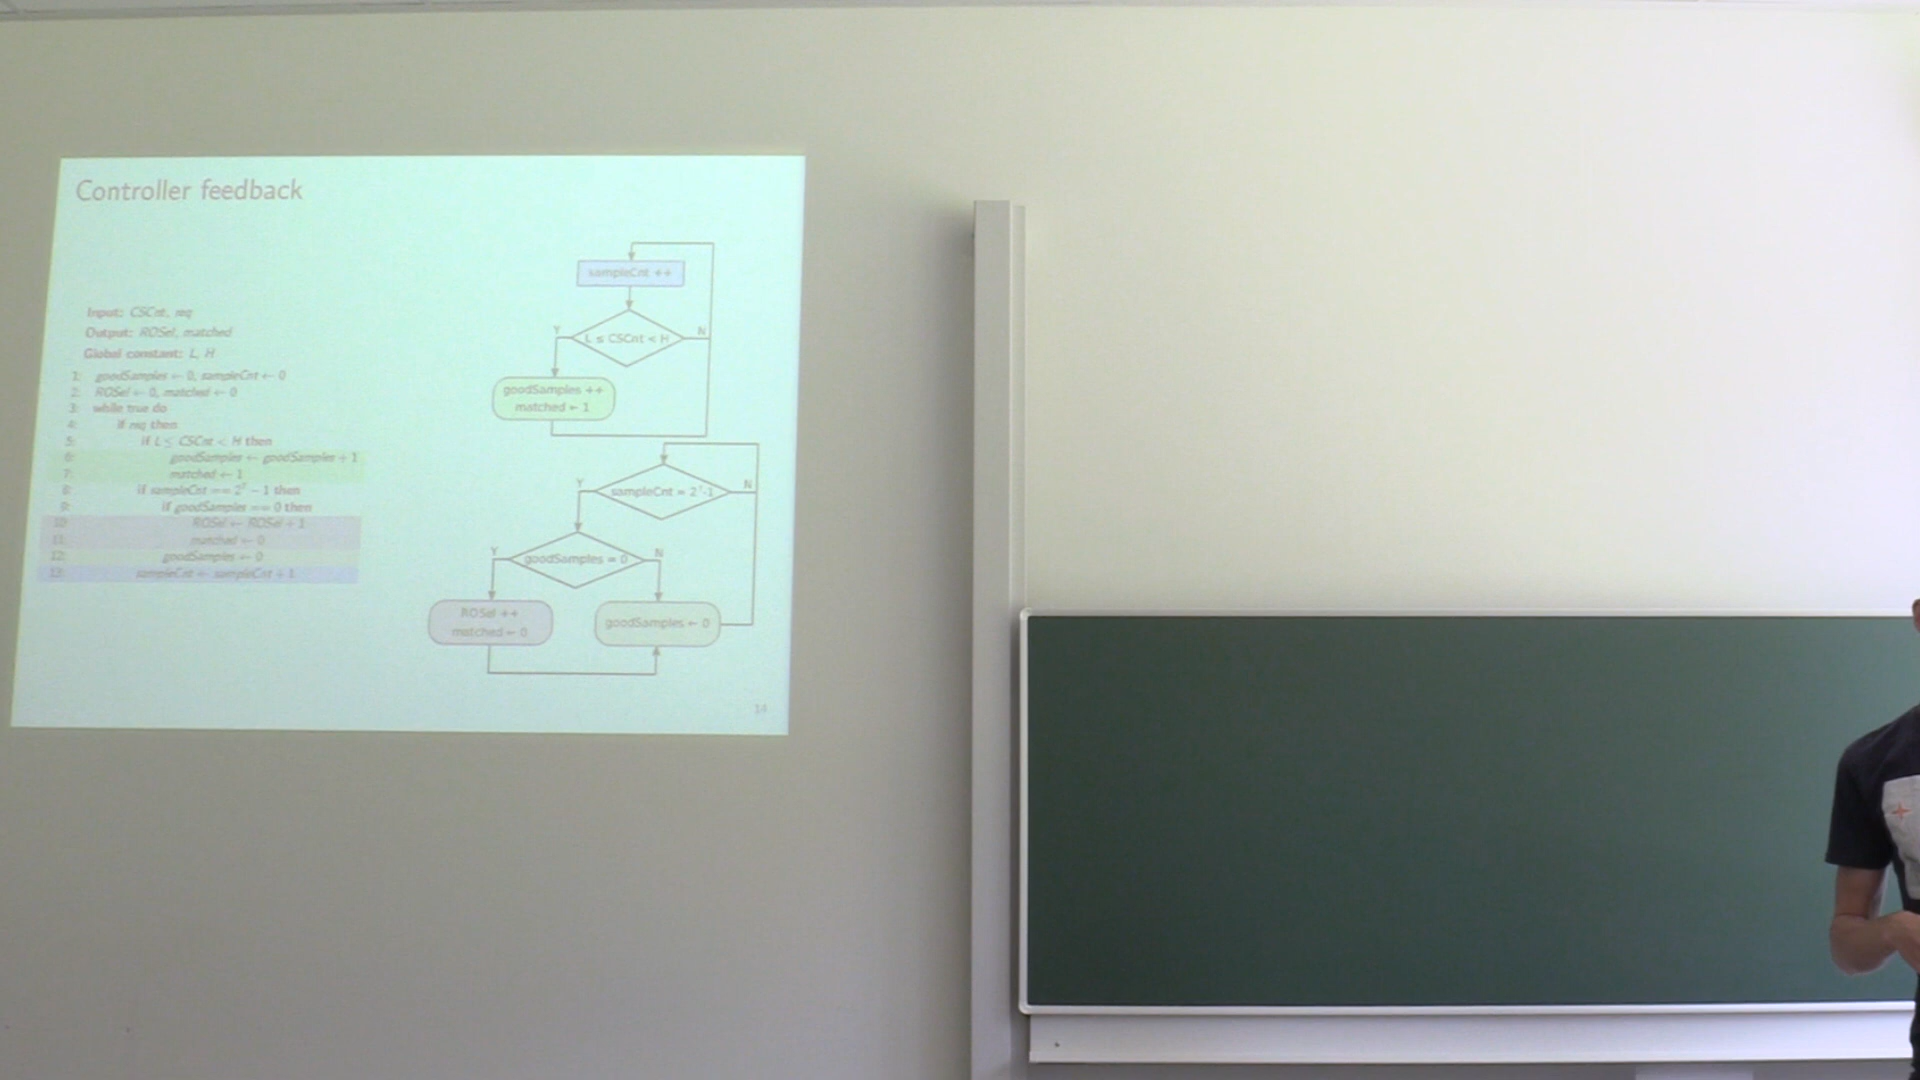 Controller feedback
Input: CSCnt, req
Output: ROSel, matched
Global constant: L, H
1: goodSamples ← 0, sampleCnt ← 0
2: ROSel ← 0, matched ← 0
3: while true do
4: if req then
5: if L ≤ CSCnt < H then
6: goodSamples ← goodSamples + 1
7: matched ← 1
8: if sampleCnt == 2^T − 1 then
9: if goodSamples == 0 then
10: ROSel ← ROSel + 1
11: matched ← 0
12: goodSamples ← 0
13: sampleCnt ← sampleCnt + 1
sampleCnt ++
L ≤ CSCnt < H
Y
N
goodSamples ++
matched ← 1
sampleCnt = 2^T-1
Y
N
goodSamples = 0
Y
N
ROSel ++
matched ← 0
goodSamples ← 0
14